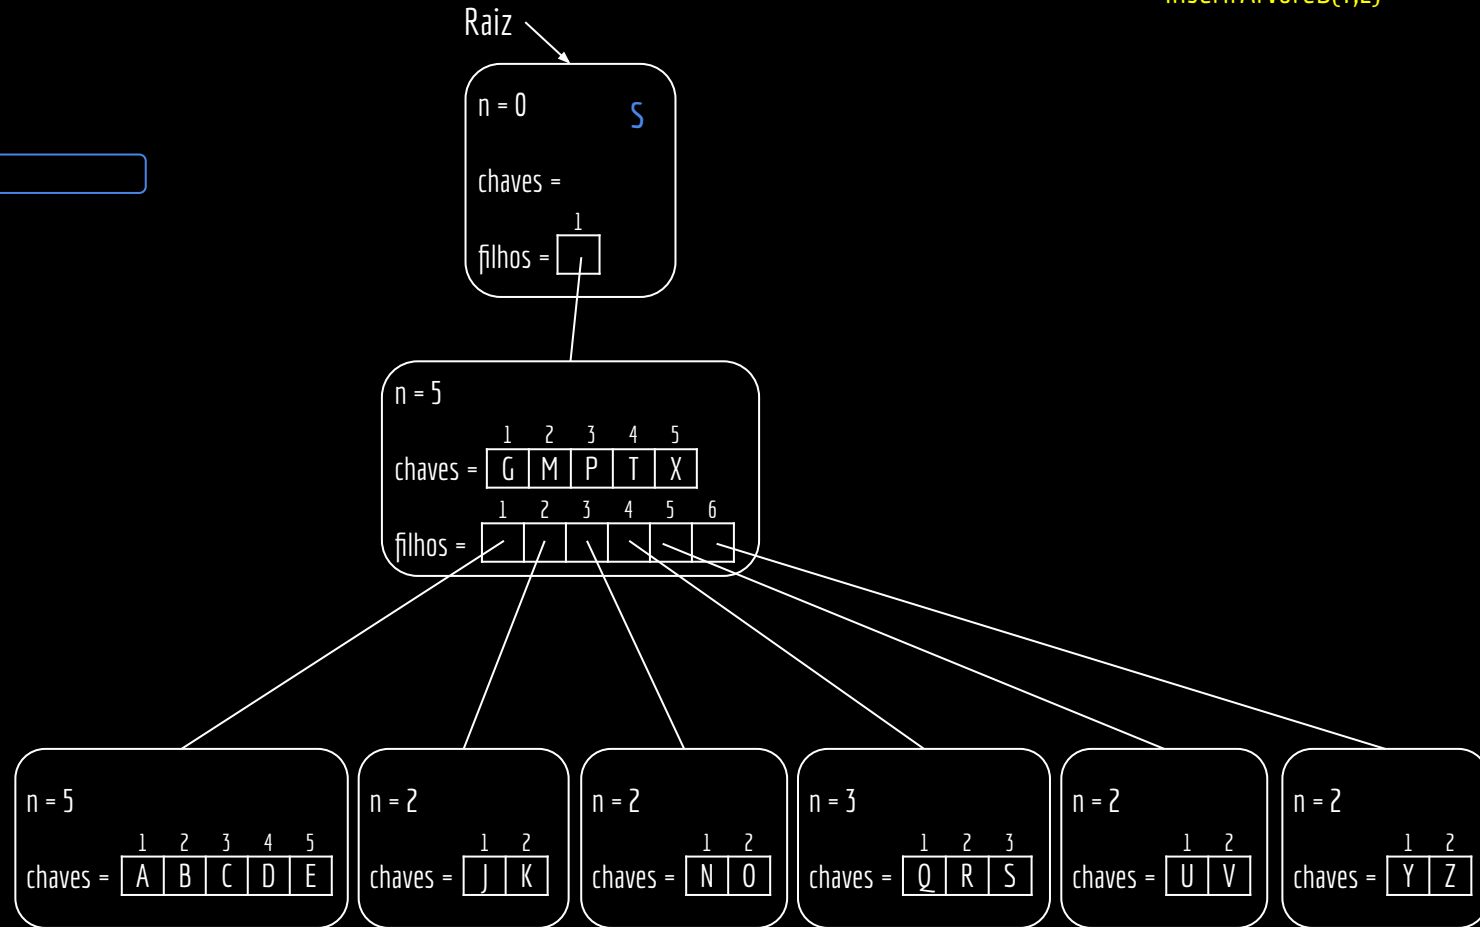 Raiz
n = 0
S
chaves =
1
filhos =
n = 5
1 2 3 4 5
chaves = G M P T X
1 2 3 4 5 6
filhos =
n = 5
1 2 3 4 5
chaves = A B C D E
n = 2
1 2
chaves = J K
n = 2
1 2
chaves = N O
n = 3
1 2 3
chaves = Q R S
n = 2
1 2
chaves = U V
n = 2
1 2
chaves = Y Z